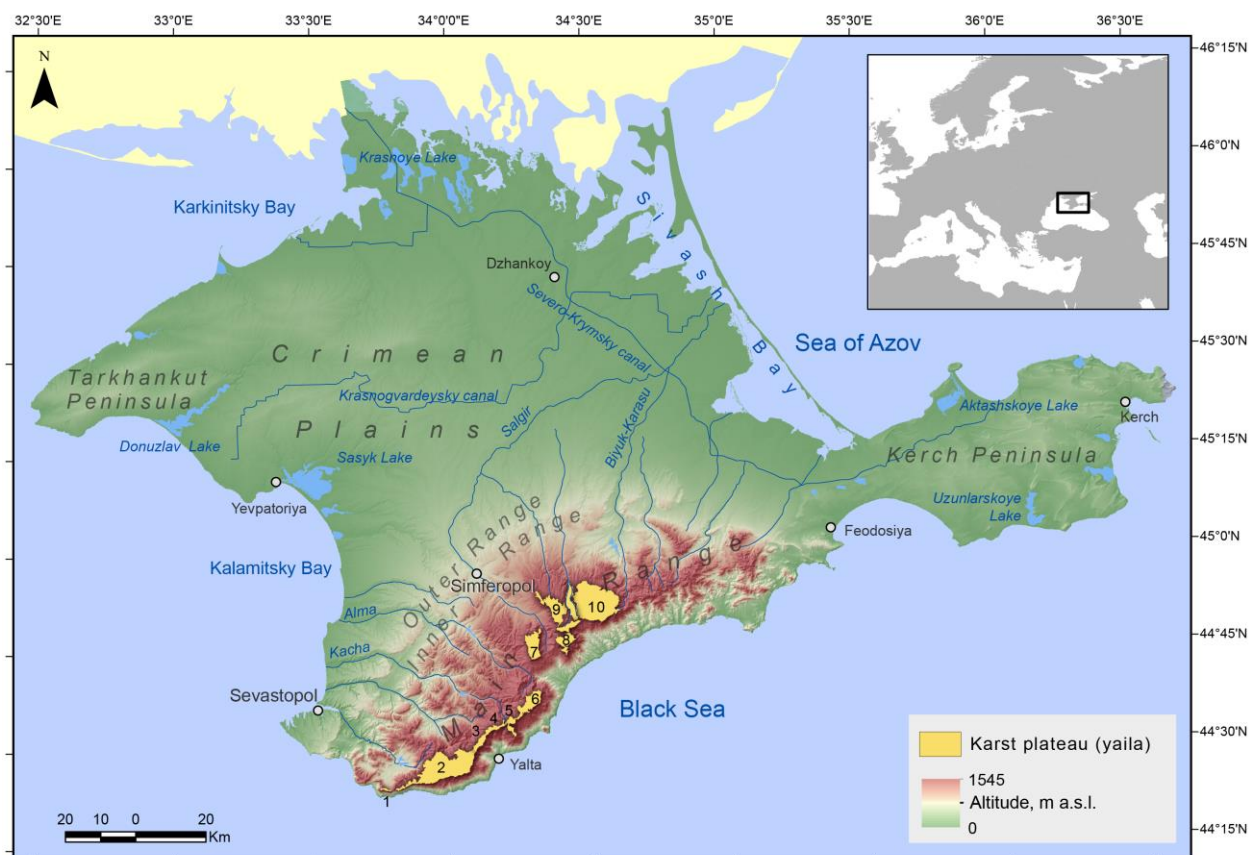 32°30'E 33°0'E 33°30'E 34°00'E 34°30'E 35°0'E 35°30'E 36°0'E 36°30'E
46°15'N
N
46°0'N
Krasnoye Lake
Karkinitsky Bay
Sivash Bay
45°45'N
Dzhankoy
Severo-Krymsky canal
Sea of Azov
45°30'N
Crimean
Tarkhankut
Peninsula
Krasnogvardeysky canal
Aktashskoye Lake
Kerch
Salgir
Biyuk-Karasu
Plains
45°15'N
Donuzlav Lake
Sasyk Lake
Kerch Peninsula
Yevpatoriya
Uzunlarskoye
Lake
Feodosiya
Outer Range
Inner Range
Main Range
45°0'N
Kalamitsky Bay
Simferopol
Alma
9
10
8
7
44°45'N
Kacha
Sevastopol
6
5
4
3
Black Sea
44°30'N
2
Yalta
1
Karst plateau (yaila)
1545
Altitude, m a.s.l.
0
20 10 0 20
Km
44°15'N